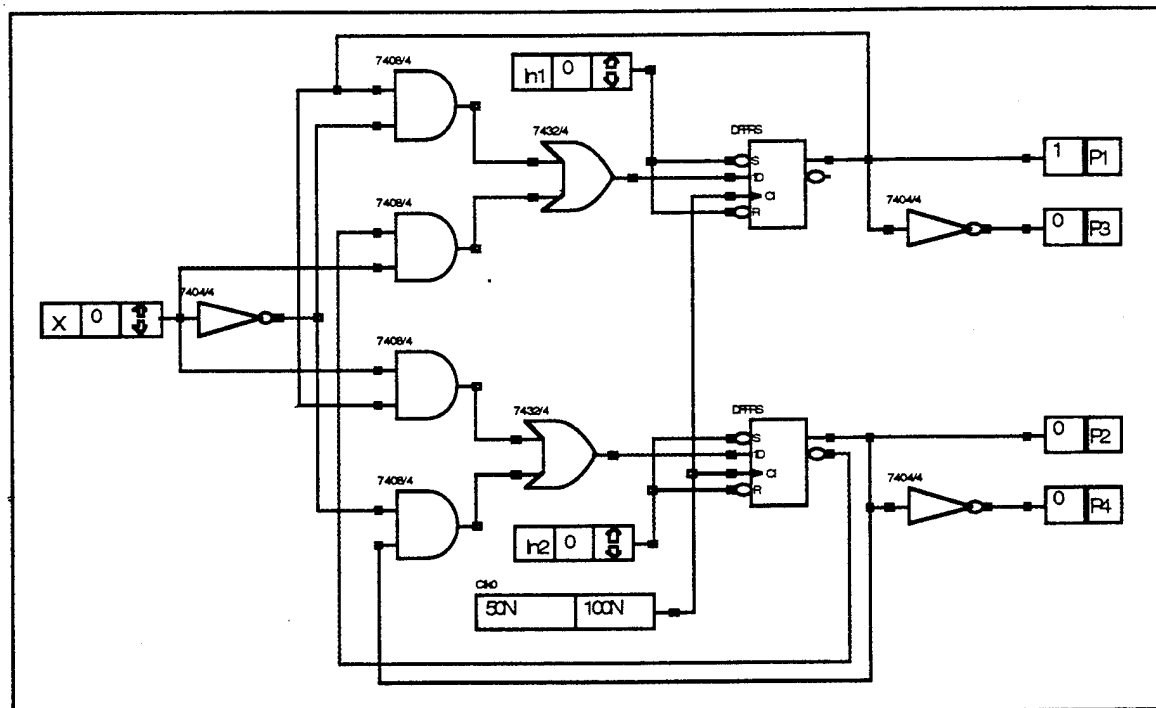 7408/4
In1 0
7432/4
DFFRS
S
1D
C1
R
1 P1
7404/4
0 P3
7408/4
7404/4
X 0
7408/4
7432/4
DFFRS
S
1D
C1
R
0 P2
7404/4
0 P4
7408/4
In2 0
Clk0
50N 100N